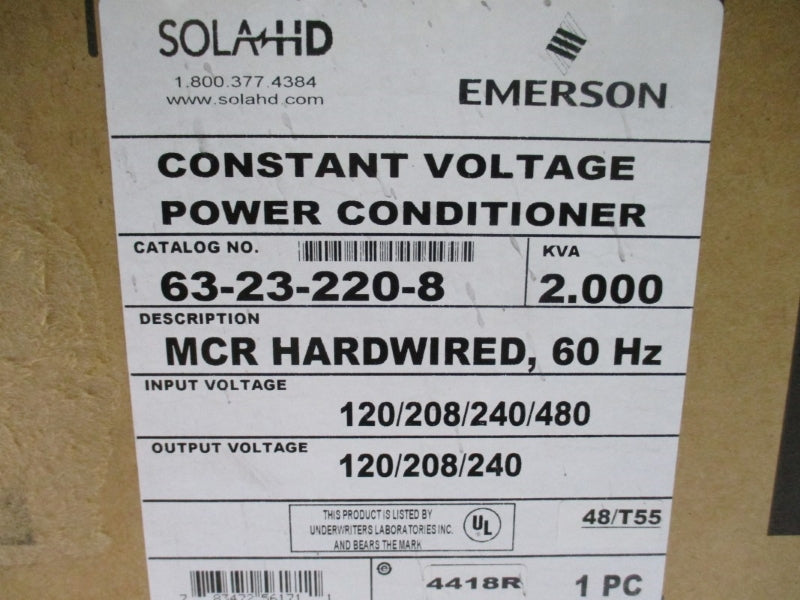 SOLA HD
1.800.377.4384
www.solahd.com
EMERSON
CONSTANT VOLTAGE
POWER CONDITIONER
CATALOG NO.
63-23-220-8
KVA
2.000
DESCRIPTION
MCR HARDWIRED, 60 Hz
INPUT VOLTAGE
120/208/240/480
OUTPUT VOLTAGE
120/208/240
THIS PRODUCT IS LISTED BY
UNDERWRITERS LABORATORIES INC.
AND BEARS THE MARK
UL
48/T55
e
4418R
1 PC